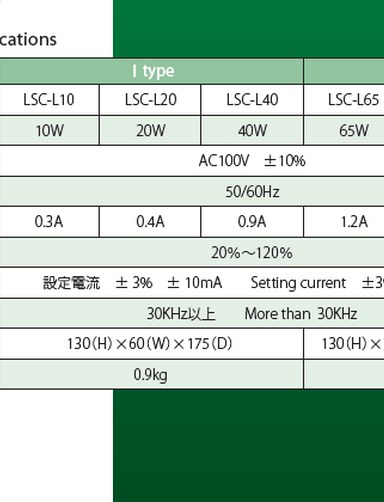 cations
I type
LSC-L10 LSC-L20 LSC-L40 LSC-L65
10W 20W 40W 65W
AC100V ±10%
50/60Hz
0.3A 0.4A 0.9A 1.2A
20%～120%
設定電流 ± 3% ± 10mA Setting current ±3%
30KHz以上 More than 30KHz
130(H)×60(W)×175(D) 130(H)×
0.9kg